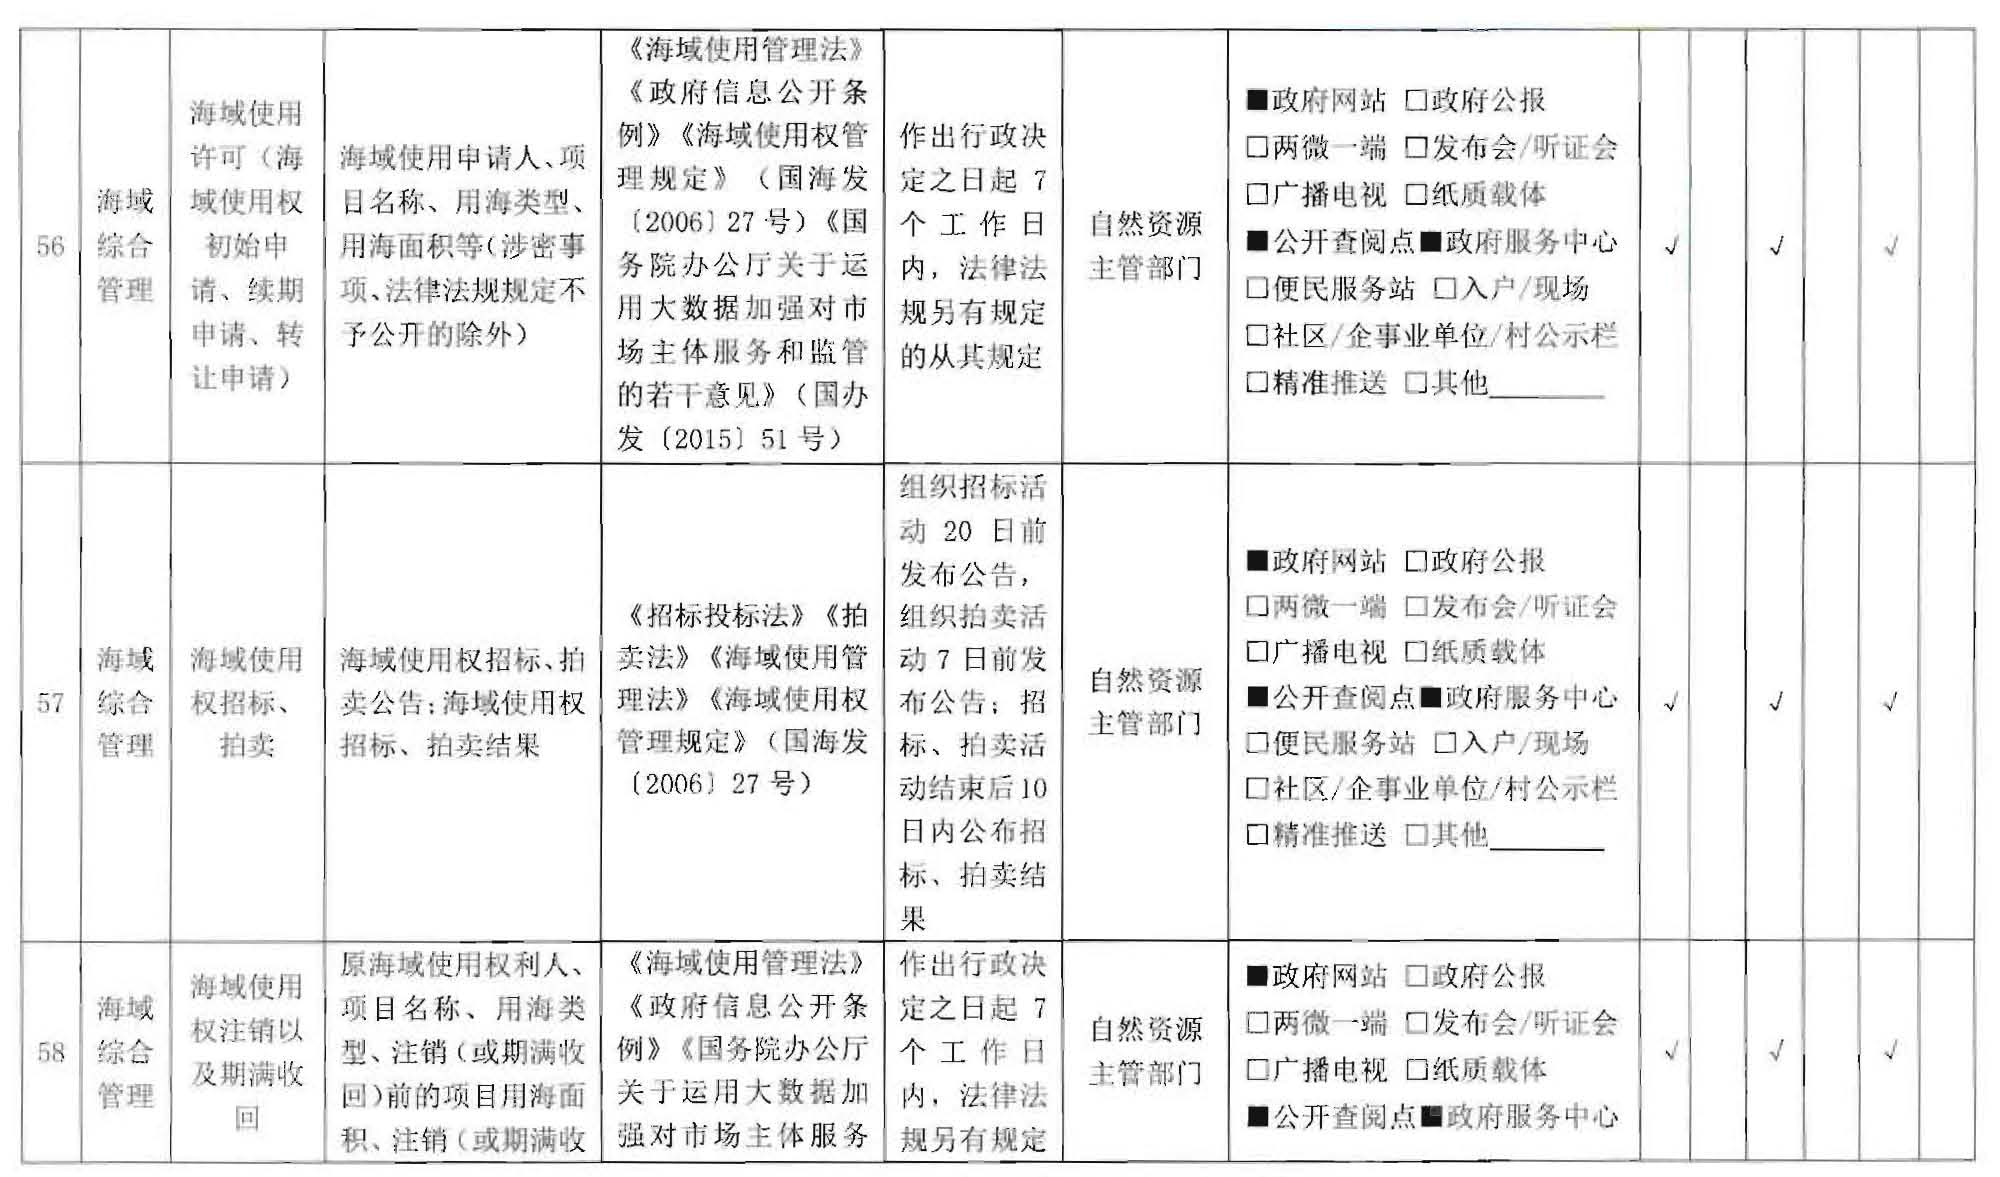 56
海域
综合
管理
海域使用
许可（海
域使用权
初始申
请、续期
申请、转
让申请）
海域使用申请人、项
目名称、用海类型、
用海面积等（涉密事
项、法律法规规定不
予公开的除外）
《海域使用管理法》
《政府信息公开条
例》《海域使用权管
理规定》（国海发
〔2006〕27号）《国
务院办公厅关于运
用大数据加强对市
场主体服务和监管
的若干意见》（国办
发〔2015〕51号）
作出行政决
定之日起 7
个工作日
内，法律法
规另有规定
的从其规定
自然资源
主管部门
■政府网站 □政府公报
□两微一端 □发布会/听证会
□广播电视 □纸质载体
■公开查阅点■政府服务中心
□便民服务站 □入户/现场
□社区/企事业单位/村公示栏
□精准推送 □其他________
√ √ √
57
海域
综合
管理
海域使用
权招标、
拍卖
海域使用权招标、拍
卖公告；海域使用权
招标、拍卖结果
《招标投标法》《拍
卖法》《海域使用管
理法》《海域使用权
管理规定》（国海发
〔2006〕27号）
组织招标活
动 20 日前
发布公告，
组织拍卖活
动7日前发
布公告；招
标、拍卖活
动结束后10
日内公布招
标、拍卖结
果
自然资源
主管部门
■政府网站 □政府公报
□两微一端 □发布会/听证会
□广播电视 □纸质载体
■公开查阅点■政府服务中心
□便民服务站 □入户/现场
□社区/企事业单位/村公示栏
□精准推送 □其他________
√ √ √
58
海域
综合
管理
海域使用
权注销以
及期满收
回
原海域使用权利人、
项目名称、用海类
型、注销（或期满收
回）前的项目用海面
积、注销（或期满收
《海域使用管理法》
《政府信息公开条
例》《国务院办公厅
关于运用大数据加
强对市场主体服务
作出行政决
定之日起 7
个工作日
内，法律法
规另有规定
自然资源
主管部门
■政府网站 □政府公报
□两微一端 □发布会/听证会
□广播电视 □纸质载体
■公开查阅点■政府服务中心
√ √ √